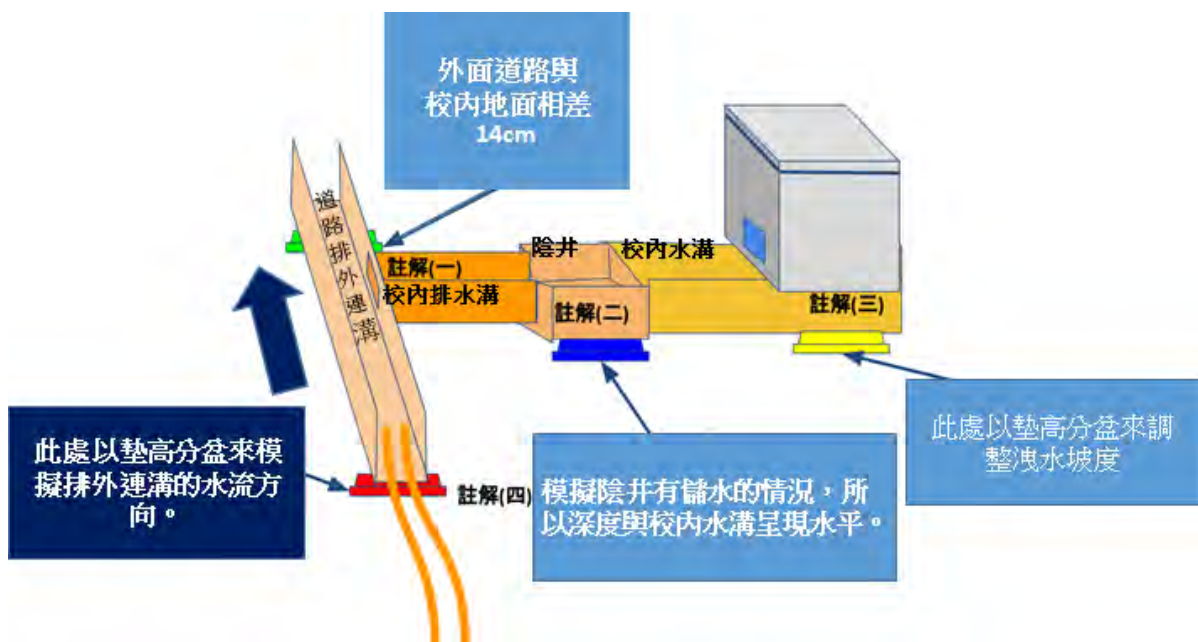 外面道路與
校內地面相差
14cm
道路排外連溝
註解(一)
校內排水溝
陰井
校內水溝
註解(二)
註解(三)
此處以墊高分盆來模
擬排外連溝的水流方
向。
註解(四)
模擬陰井有儲水的情況，所
以深度與校內水溝呈現水平。
此處以墊高分盆來調
整洩水坡度